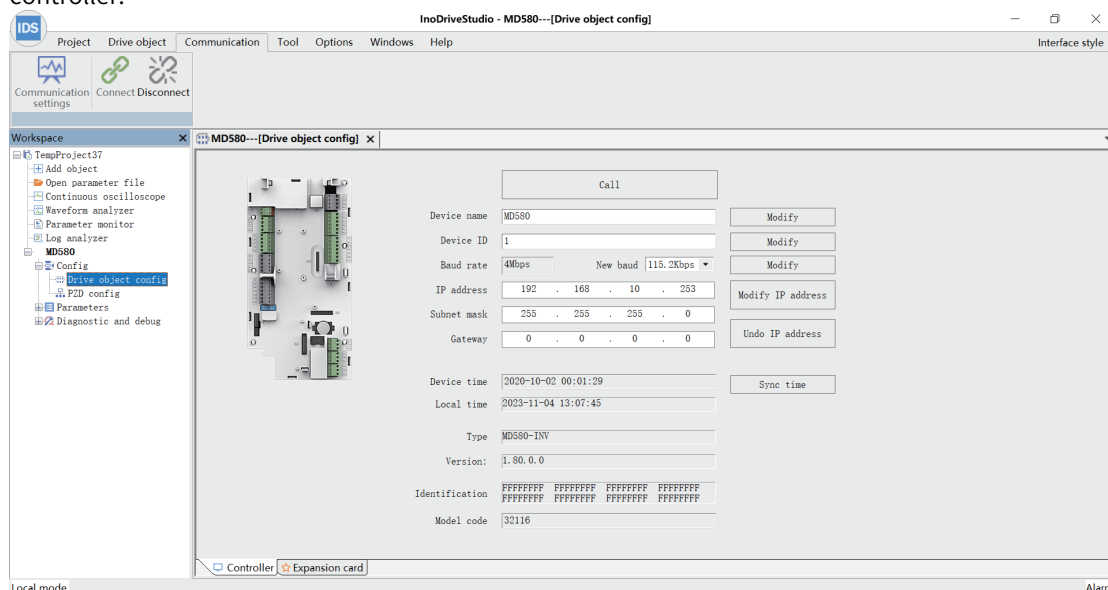 controller.
IDS
InoDriveStudio - MD580---[Drive object config]
Project Drive object Communication Tool Options Windows Help Interface style
Communication settings Connect Disconnect
Workspace
MD580---[Drive object config]
TempProject37
Add object
Open parameter file
Continuous oscilloscope
Waveform analyzer
Parameter monitor
Log analyzer
MD580
Config
Drive object config
PZD config
Parameters
Diagnostic and debug
Call
Device name MD580 Modify
Device ID 1 Modify
Baud rate 4Mbps New baud 115.2Kbps Modify
IP address 192 . 168 . 10 . 253 Modify IP address
Subnet mask 255 . 255 . 255 . 0
Gateway 0 . 0 . 0 . 0 Undo IP address
Device time 2020-10-02 00:01:29 Sync time
Local time 2023-11-04 13:07:45
Type MD580-INV
Version: 1.80.0.0
Identification FFFFFFFF FFFFFFFF FFFFFFFF FFFFFFFF
FFFFFFFF FFFFFFFF FFFFFFFF FFFFFFFF
Model code 32116
Controller Expansion card
Local mode Alarm